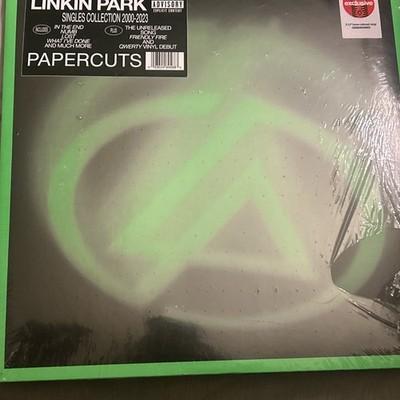 LINKIN PARK
SINGLES COLLECTION 2000-2023
PARENTAL
ADVISORY
EXPLICIT CONTENT
INCLUDES
IN THE END
NUMB
LOST
WHAT I'VE DONE
AND MUCH MORE
PLUS
THE UNRELEASED
SONG
FRIENDLY FIRE
AND
QWERTY VINYL DEBUT
PAPERCUTS
exclusive